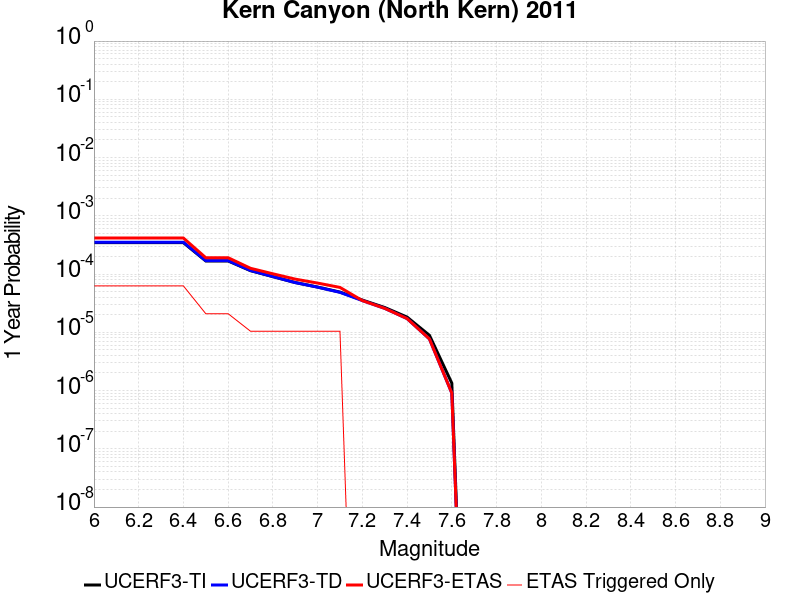 Kern Canyon (North Kern) 2011
10^0
10^-1
10^-2
10^-3
10^-4
10^-5
10^-6
10^-7
10^-8
1 Year Probability
6 6.2 6.4 6.6 6.8 7 7.2 7.4 7.6 7.8 8 8.2 8.4 8.6 8.8 9
Magnitude
UCERF3-TI UCERF3-TD UCERF3-ETAS ETAS Triggered Only